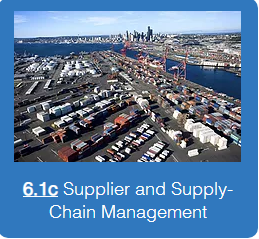 6.1c Supplier and Supply-
Chain Management